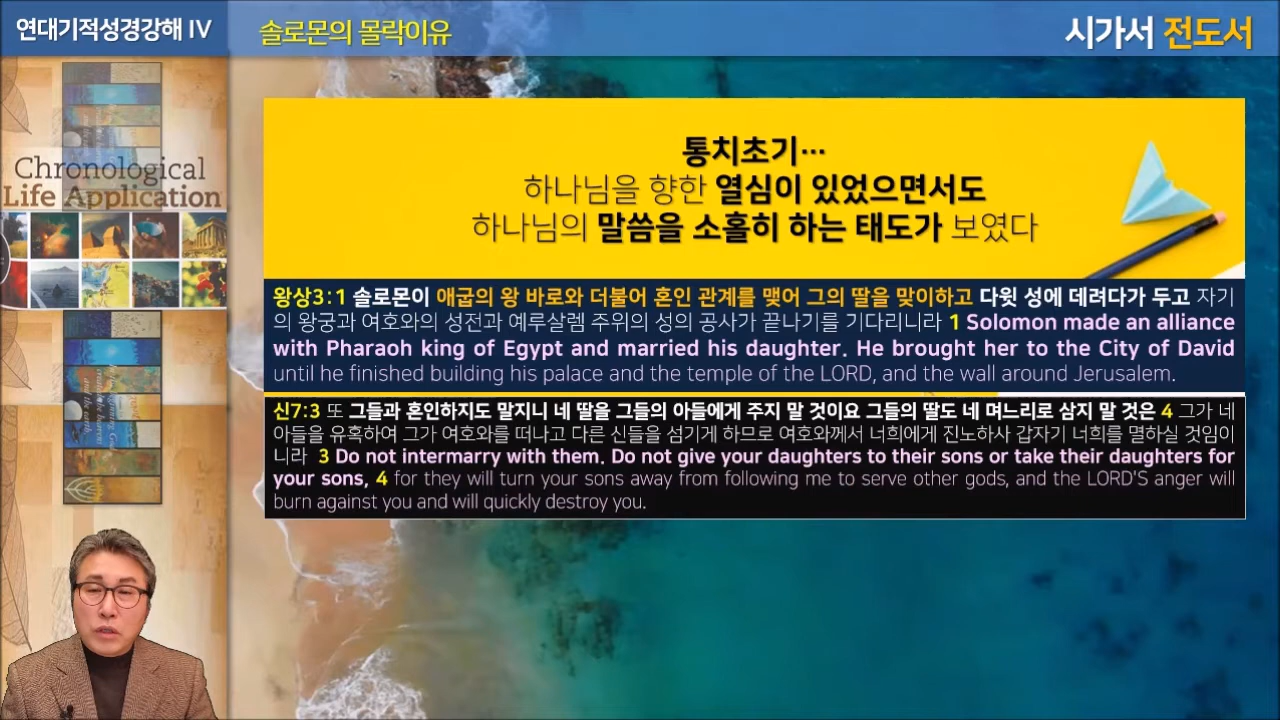 연대기적성경강해 Ⅳ
솔로몬의 몰락이유
시가서 전도서
Chronological
Life Application
통치초기…
하나님을 향한 열심이 있었으면서도
하나님의 말씀을 소홀히 하는 태도가 보였다
왕상3:1 솔로몬이 애굽의 왕 바로와 더불어 혼인 관계를 맺어 그의 딸을 맞이하고 다윗 성에 데려다가 두고 자기
의 왕궁과 여호와의 성전과 예루살렘 주위의 성의 공사가 끝나기를 기다리니라 1 Solomon made an alliance
with Pharaoh king of Egypt and married his daughter. He brought her to the City of David
until he finished building his palace and the temple of the LORD, and the wall around Jerusalem.
신7:3 또 그들과 혼인하지도 말지니 네 딸을 그들의 아들에게 주지 말 것이요 그들의 딸도 네 며느리로 삼지 말 것은 4 그가 네
아들을 유혹하여 그가 여호와를 떠나고 다른 신들을 섬기게 하므로 여호와께서 너희에게 진노하사 갑자기 너희를 멸하실 것임이
니라 3 Do not intermarry with them. Do not give your daughters to their sons or take their daughters for
your sons, 4 for they will turn your sons away from following me to serve other gods, and the LORD'S anger will
burn against you and will quickly destroy you.